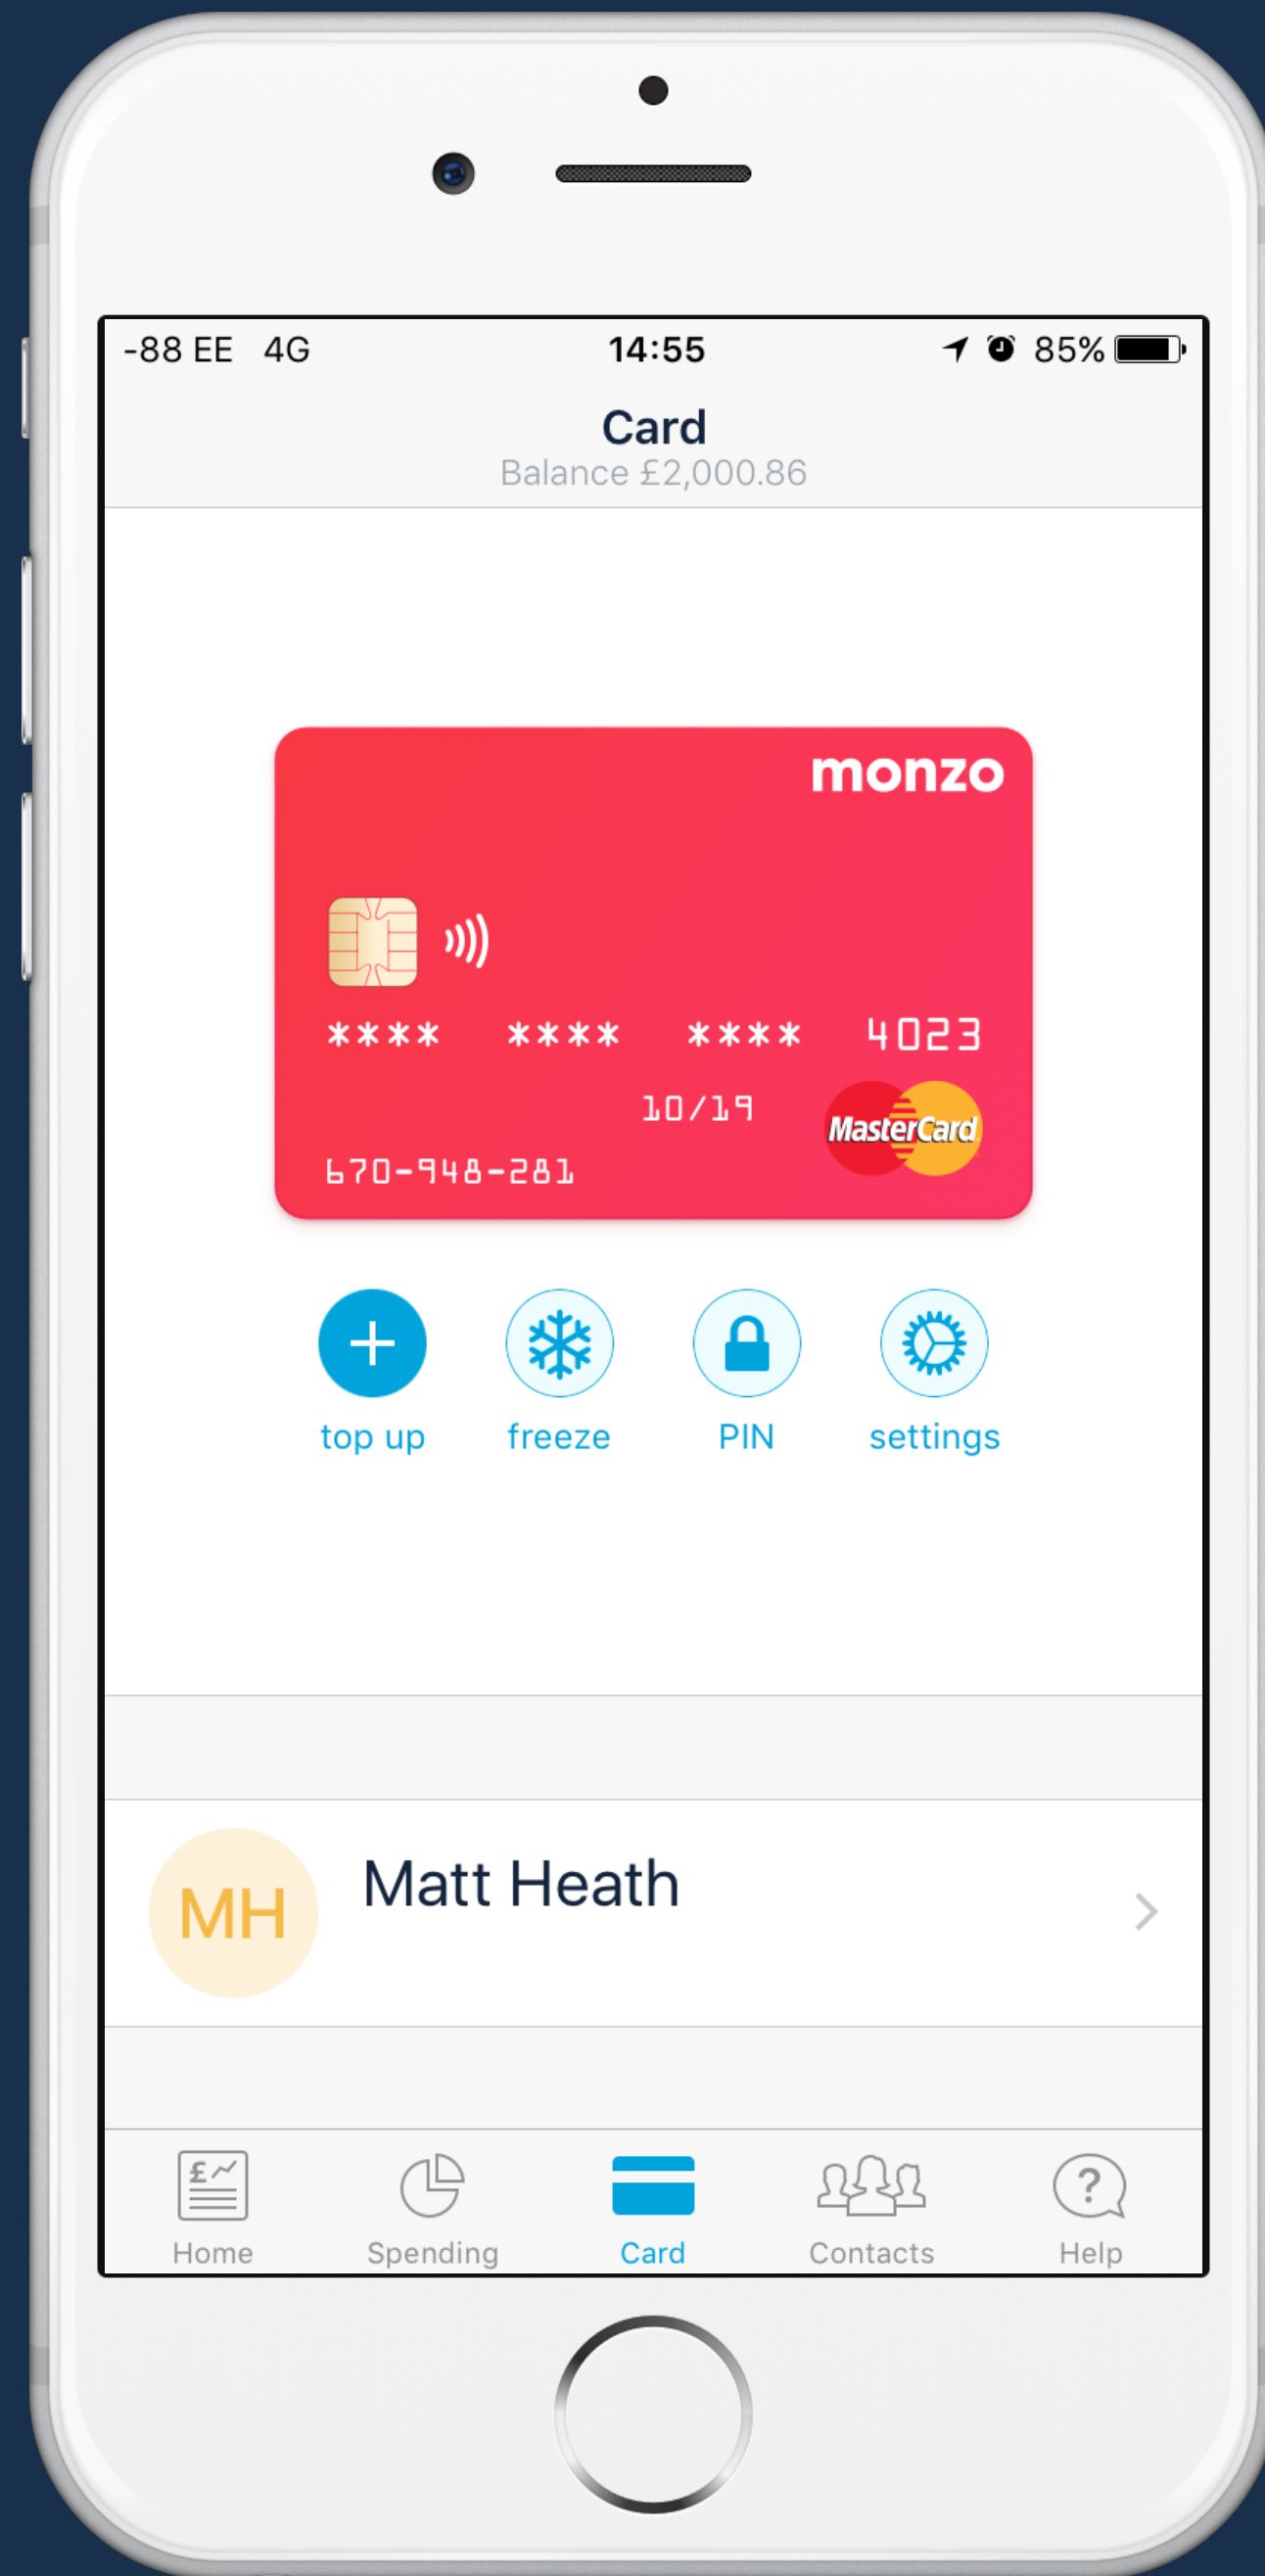 -88 EE 4G 14:55 85%
Card
Balance £2,000.86
monzo
**** **** **** 4023
10/19
MasterCard
670-948-281
top up freeze PIN settings
MH Matt Heath
£
?
Home Spending Card Contacts Help